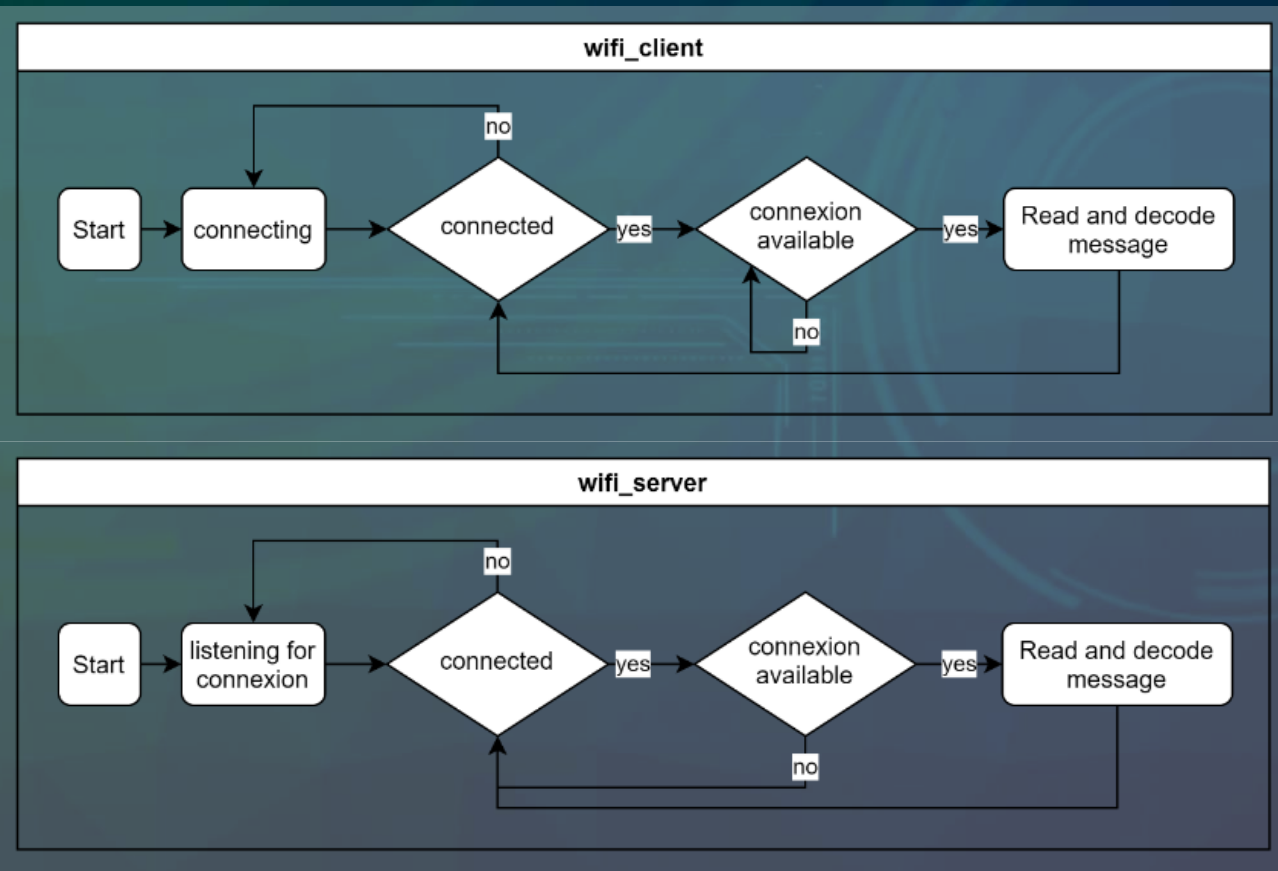 wifi_client
no
Start
connecting
connected
yes
connexion
available
yes
Read and decode
message
no
wifi_server
no
Start
listening for
connexion
connected
yes
connexion
available
yes
Read and decode
message
no